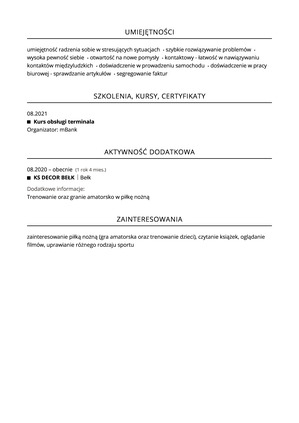 UMIEJĘTNOŚCI
umiejętność radzenia sobie w stresujących sytuacjach • szybkie rozwiązywanie problemów •
wysoka pewność siebie • otwartość na nowe pomysły • kontaktowy - łatwość w nawiązywaniu
kontaktów międzyludzkich • doświadczenie w prowadzeniu samochodu • doświadczenie w pracy
biurowej - sprawdzanie artykułów • segregowanie faktur
SZKOLENIA, KURSY, CERTYFIKATY
08.2021
■ Kurs obsługi terminala
Organizator: mBank
AKTYWNOŚĆ DODATKOWA
08.2020 – obecnie (1 rok 4 mies.)
■ KS DECOR BEŁK | Bełk
Dodatkowe informacje:
Trenowanie oraz granie amatorsko w piłkę nożną
ZAINTERESOWANIA
zainteresowanie piłką nożną (gra amatorska oraz trenowanie dzieci), czytanie książek, oglądanie
filmów, uprawianie różnego rodzaju sportu